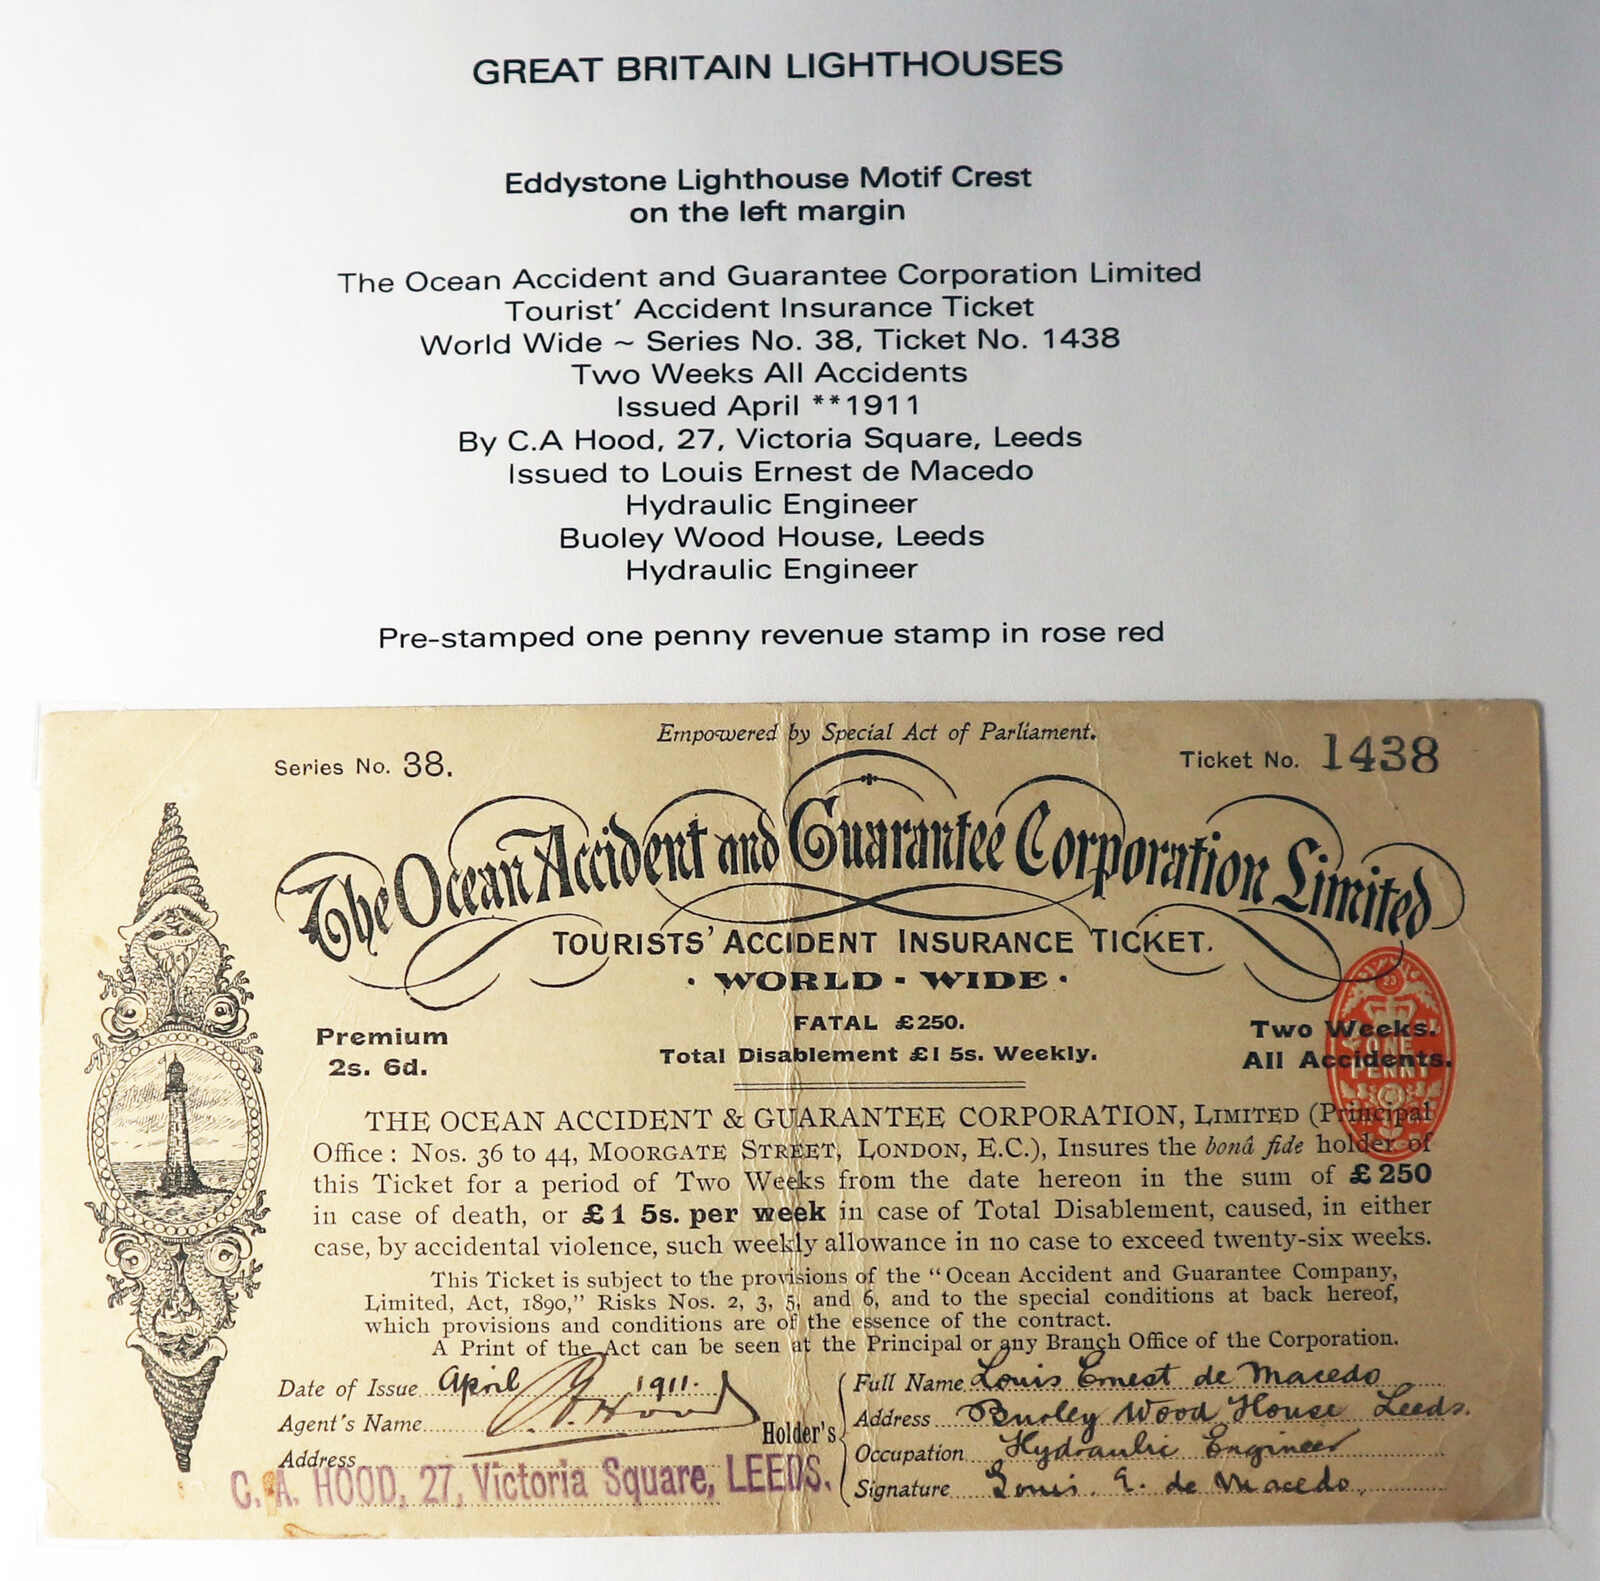 GREAT BRITAIN LIGHTHOUSES
Eddystone Lighthouse Motif Crest
on the left margin
The Ocean Accident and Guarantee Corporation Limited
Tourist' Accident Insurance Ticket
World Wide ~ Series No. 38, Ticket No. 1438
Two Weeks All Accidents
Issued April **1911
By C.A Hood, 27, Victoria Square, Leeds
Issued to Louis Ernest de Macedo
Hydraulic Engineer
Buoley Wood House, Leeds
Hydraulic Engineer
Pre-stamped one penny revenue stamp in rose red
Empowered by Special Act of Parliament.
Series No. 38.
Ticket No. 1438
The Ocean Accident and Guarantee Corporation Limited
TOURISTS' ACCIDENT INSURANCE TICKET.
· WORLD - WIDE ·
Premium
2s. 6d.
FATAL £250.
Total Disablement £1 5s. Weekly.
Two Weeks.
All Accidents.
ONE
PENNY
THE OCEAN ACCIDENT & GUARANTEE CORPORATION, LIMITED (Principal
Office: Nos. 36 to 44, MOORGATE STREET, LONDON, E.C.), Insures the bonâ fide holder of
this Ticket for a period of Two Weeks from the date hereon in the sum of £250
in case of death, or £1 5s. per week in case of Total Disablement, caused, in either
case, by accidental violence, such weekly allowance in no case to exceed twenty-six weeks.
This Ticket is subject to the provisions of the "Ocean Accident and Guarantee Company,
Limited, Act, 1890," Risks Nos. 2, 3, 5, and 6, and to the special conditions at back hereof,
which provisions and conditions are of the essence of the contract.
A Print of the Act can be seen at the Principal or any Branch Office of the Corporation.
Date of Issue April 1911.
Agent's Name Hood
Address
C. A. HOOD, 27, Victoria Square, LEEDS.
Holder's
Full Name Louis Ernest de Macedo
Address Burley Wood House Leeds.
Occupation Hydraulic Engineer
Signature Louis. E. de Macedo.